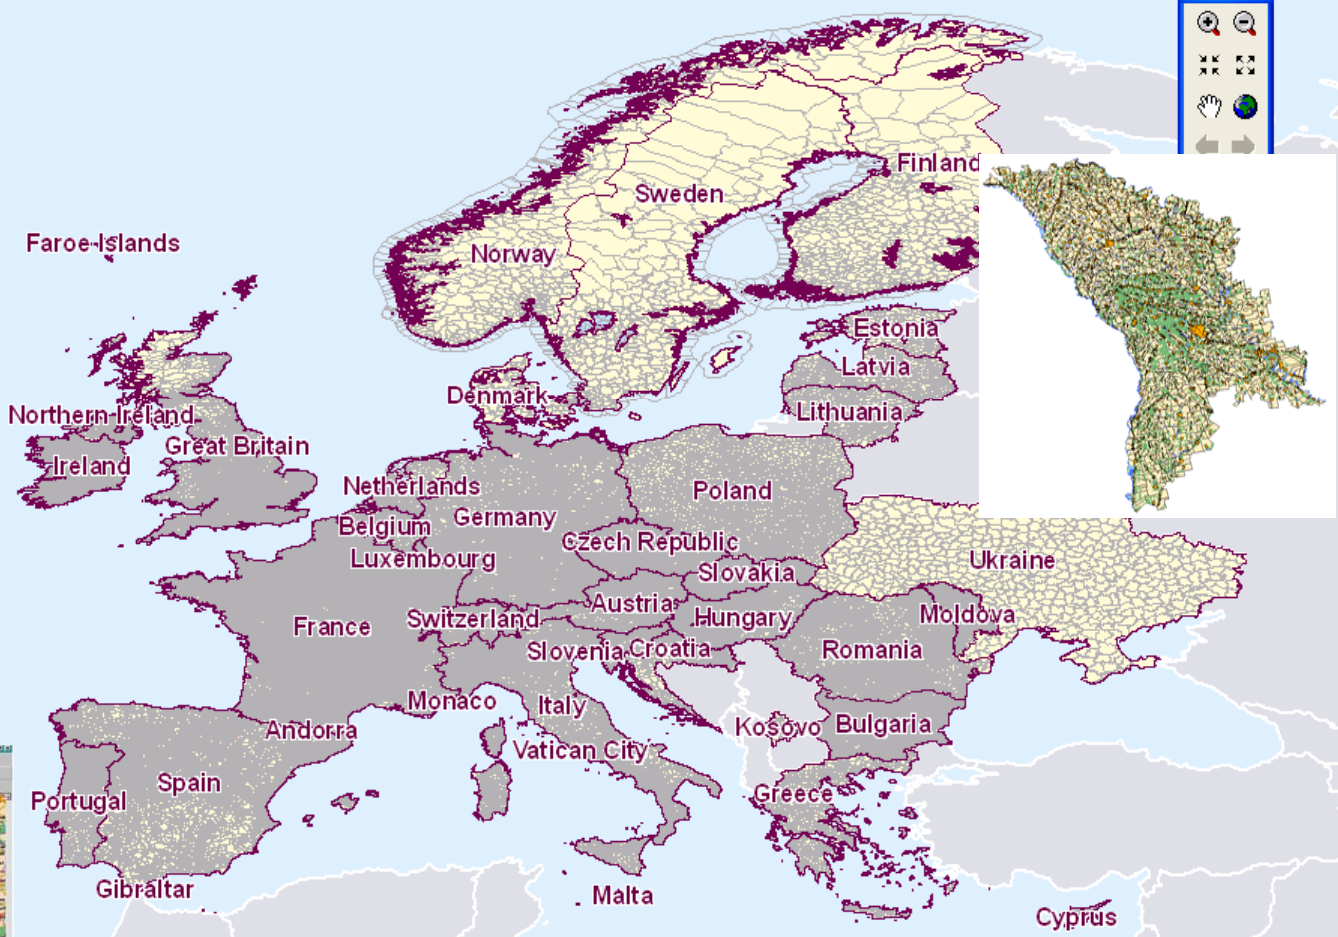 Finland
Sweden
Faroe-Islands
Norway
Estonia
Latvia
Denmark
Lithuania
Northern Ireland
Great Britain
Ireland
Netherlands
Poland
Germany
Belgium
Czech Republic
Luxembourg
Ukraine
Slovakia
Austria
Moldova
Switzerland
Hungary
France
Slovenia
Croatia
Romania
Monaco
Italy
Andorra
Kosovo
Bulgaria
Vatican City
Spain
Greece
Portugal
Gibraltar
Malta
Cyprus